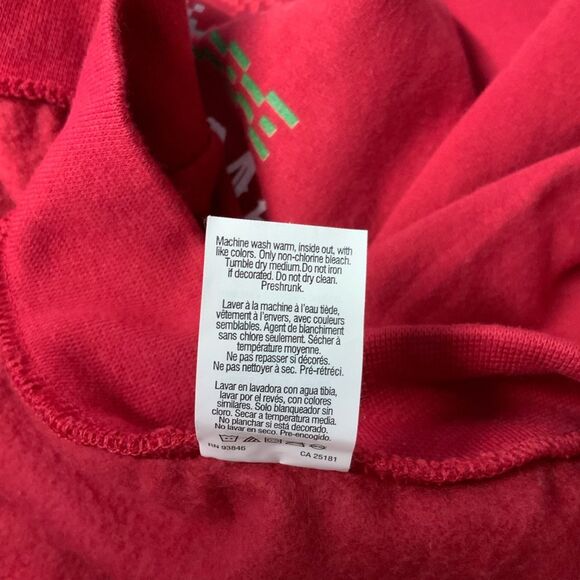 Machine wash warm, inside out, with
like colors. Only non-chlorine bleach.
Tumble dry medium.Do not iron
if decorated. Do not dry clean.
Preshrunk.
Laver à la machine à l'eau tiède,
vêtement à l'envers, avec couleurs
semblables. Agent de blanchiment
sans chlore séulement. Sécher à
température moyenne.
Ne pas repasser si décorés.
Ne pas nettoyer à sec. Pré-rétréci.
Lavar en lavadora con agua tibia,
lavar por el revés, con colores
similares. Solo blanqueador sin
cloro. Secar a temperatura media.
No planchar si está decorado.
No lavar en seco. Pre-encogido.
RN 93846 CA 25181